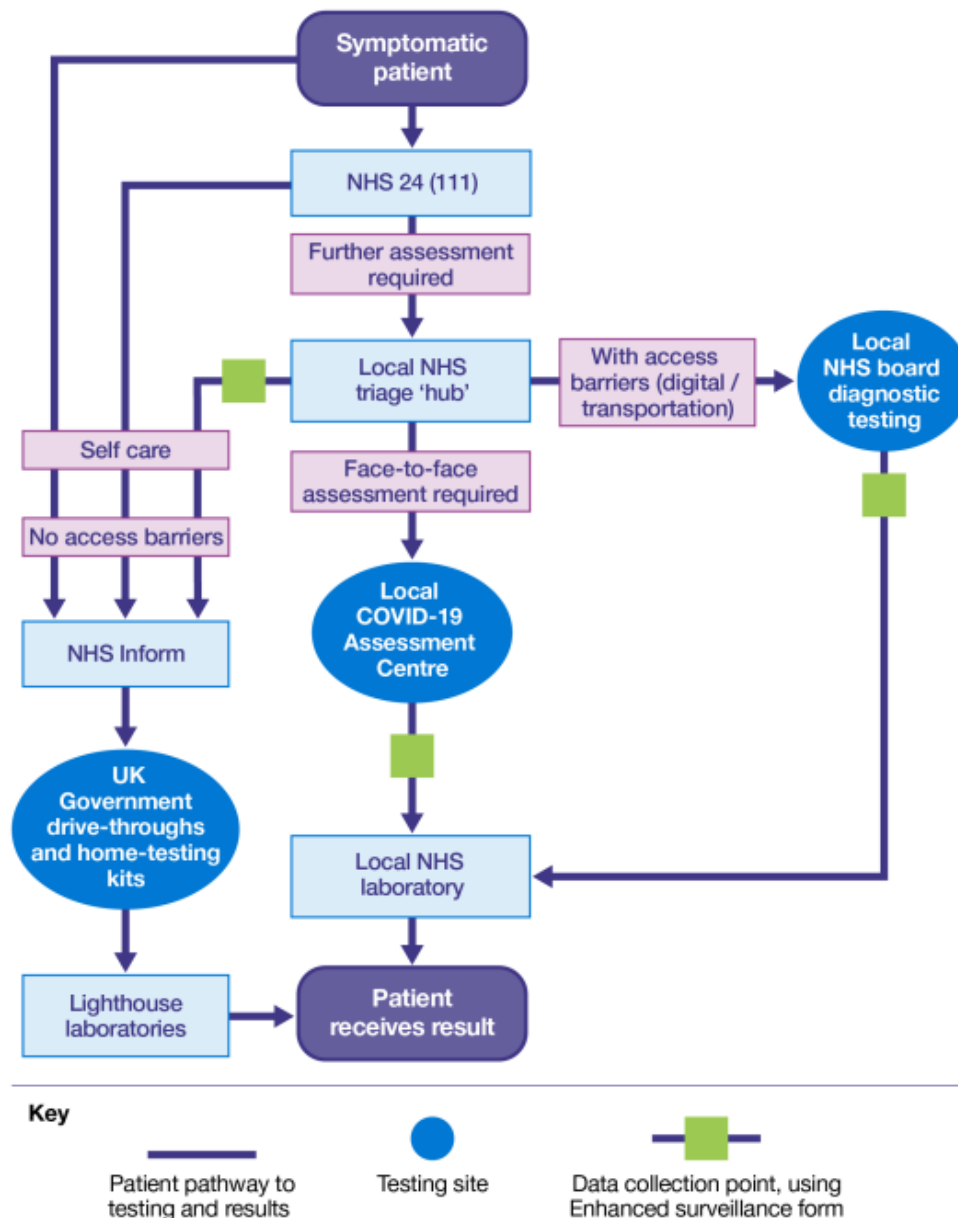 Symptomatic
patient
NHS 24 (111)
Further assessment
required
Local NHS
triage ‘hub’
With access
barriers (digital /
transportation)
Local
NHS board
diagnostic
testing
Self care
Face-to-face
assessment required
No access barriers
Local
COVID-19
Assessment
Centre
NHS Inform
UK
Government
drive-throughs
and home-testing
kits
Local NHS
laboratory
Lighthouse
laboratories
Patient
receives result
Key
Patient pathway to
testing and results
Testing site
Data collection point, using
Enhanced surveillance form